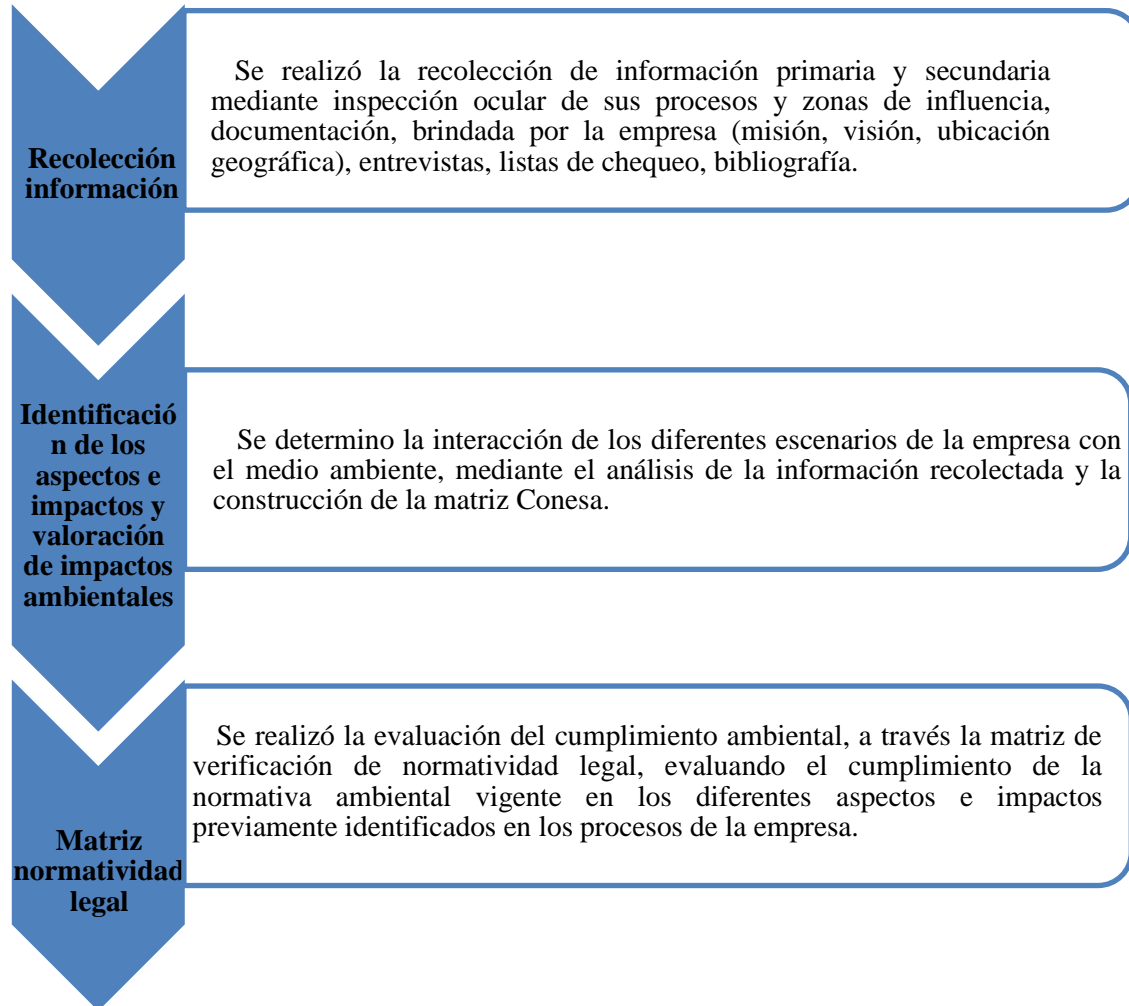 Recolección
información
Se realizó la recolección de información primaria y secundaria
mediante inspección ocular de sus procesos y zonas de influencia,
documentación, brindada por la empresa (misión, visión, ubicación
geográfica), entrevistas, listas de chequeo, bibliografía.
Identificació
n de los
aspectos e
impactos y
valoración
de impactos
ambientales
Se determino la interacción de los diferentes escenarios de la empresa con
el medio ambiente, mediante el análisis de la información recolectada y la
construcción de la matriz Conesa.
Matriz
normatividad
legal
Se realizó la evaluación del cumplimiento ambiental, a través la matriz de
verificación de normatividad legal, evaluando el cumplimiento de la
normativa ambiental vigente en los diferentes aspectos e impactos
previamente identificados en los procesos de la empresa.